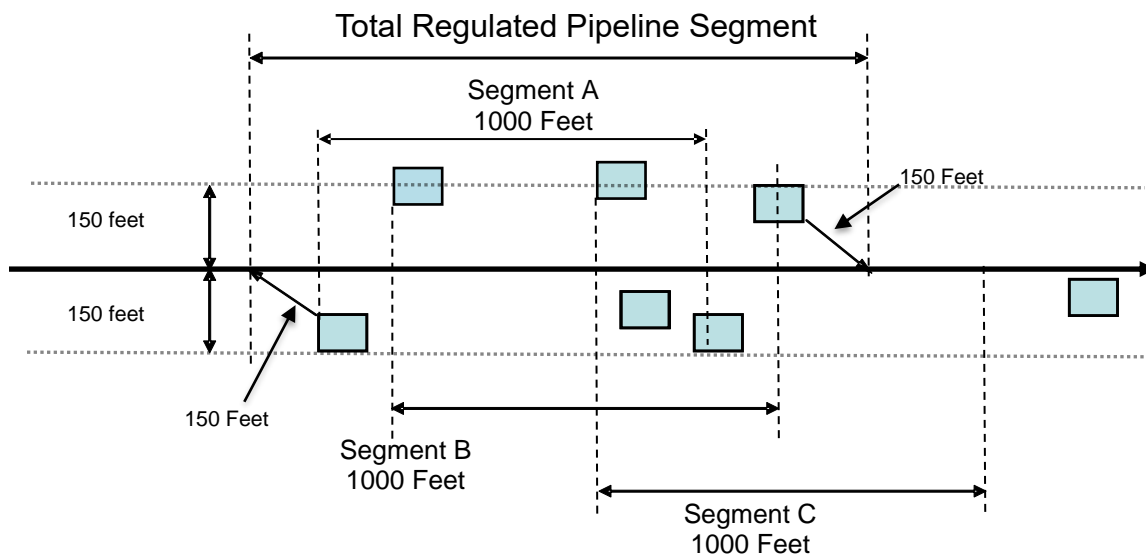 Total Regulated Pipeline Segment
Segment A
1000 Feet
150 Feet
150 feet
150 feet
150 Feet
Segment B
1000 Feet
Segment C
1000 Feet